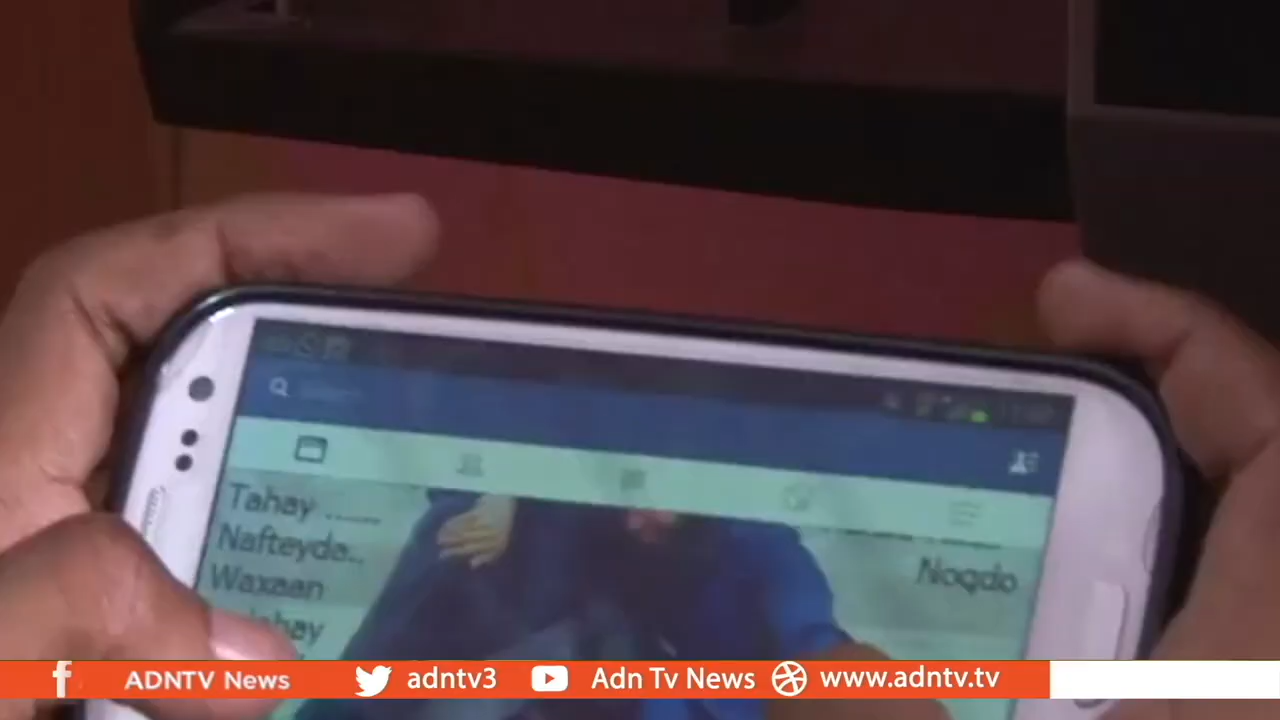 Tahay ......
Nafteyda..
Waxaan
Noqdo
ADNTV News
adntv3
Adn Tv News
www.adntv.tv